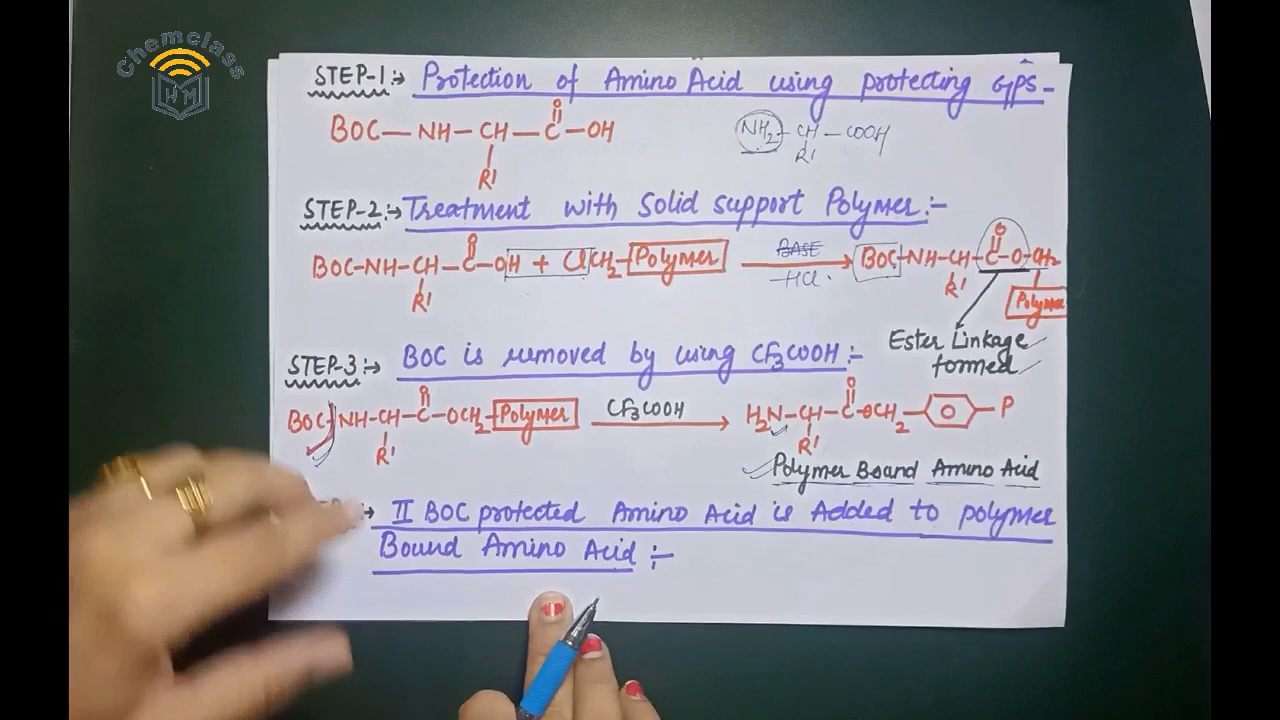 Chemclass
HM
STEP-1:→ Protection of Amino Acid using protecting Gps-
BOC—NH—CH—C—OH
O
R'
NH2—CH—COOH
R'
STEP-2:→ Treatment with Solid support Polymer:-
BOC-NH-CH-C-OH + ClCH2-Polymer
O
R'
BASE
-HCl.
BOC-NH-CH-C-O-CH2
O
R'
Polymer
Ester Linkage
formed
STEP-3:→ BOC is removed by using CF3COOH:-
BOC-NH-CH-C-OCH2-Polymer
O
R'
CF3COOH
H2N-CH-C-OCH2-
O
R'
P
Polymer Bound Amino Acid
II BOC protected Amino Acid is Added to polymer
Bound Amino Acid:-